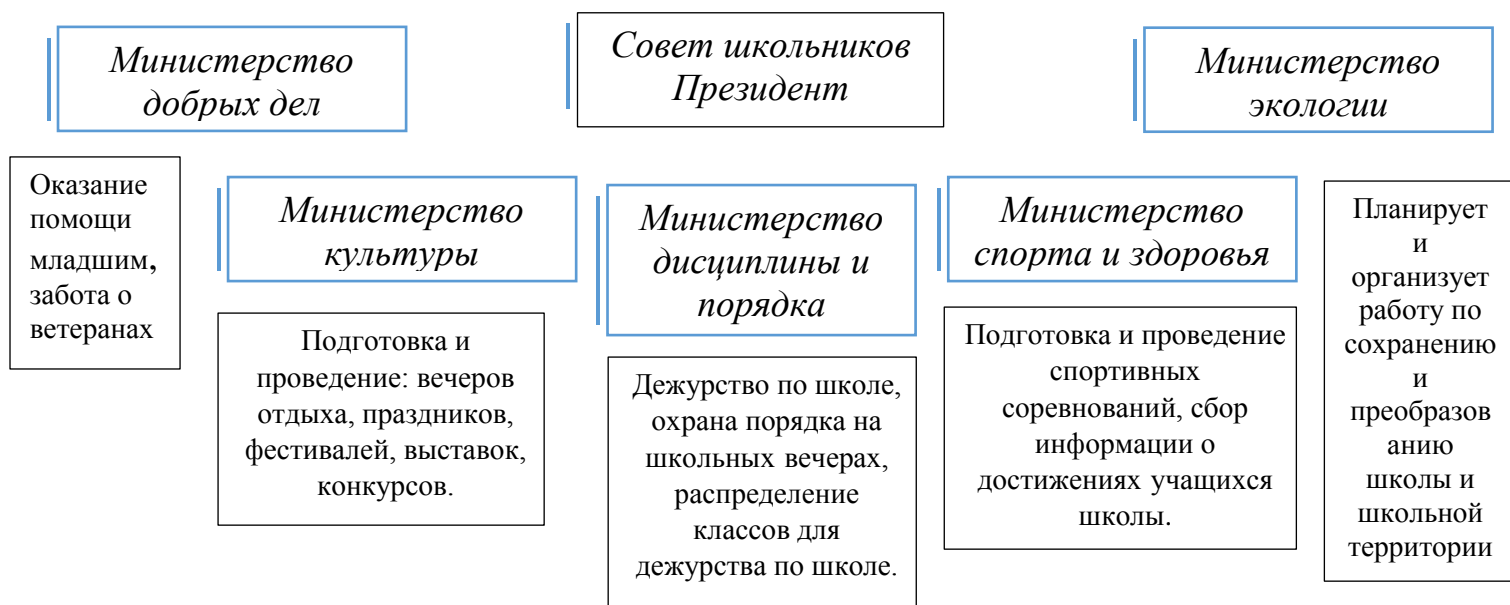 Министерство
добрых дел
Совет школьников
Президент
Министерство
экологии
Оказание
помощи
младшим,
забота о
ветеранах
Министерство
культуры
Подготовка и
проведение: вечеров
отдыха, праздников,
фестивалей, выставок,
конкурсов.
Министерство
дисциплины и
порядка
Дежурство по школе,
охрана порядка на
школьных вечерах,
распределение
классов для
дежурства по школе.
Министерство
спорта и здоровья
Подготовка и проведение
спортивных
соревнований, сбор
информации о
достижениях учащихся
школы.
Планирует
и
организует
работу по
сохранению
и
преобразов
анию
школы и
школьной
территории